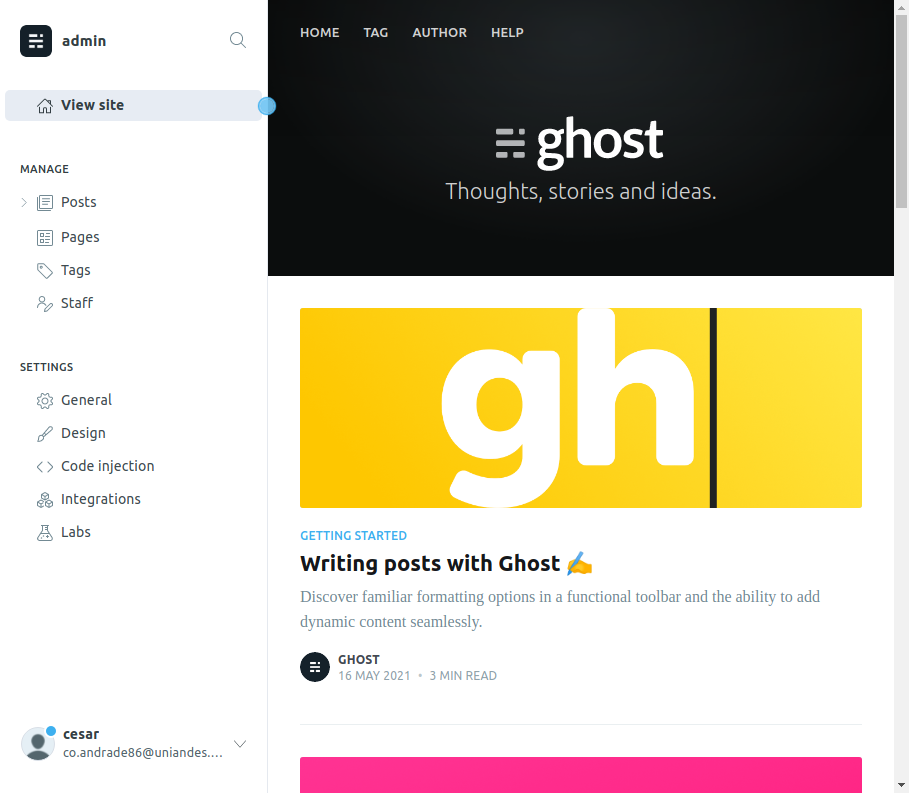 admin
View site
MANAGE
Posts
Pages
Tags
Staff
SETTINGS
General
Design
Code injection
Integrations
Labs
cesar
co.andrade86@uniandes....
HOME TAG AUTHOR HELP
ghost
Thoughts, stories and ideas.
gh
GETTING STARTED
Writing posts with Ghost ✍️
Discover familiar formatting options in a functional toolbar and the ability to add
dynamic content seamlessly.
GHOST
16 MAY 2021 • 3 MIN READ